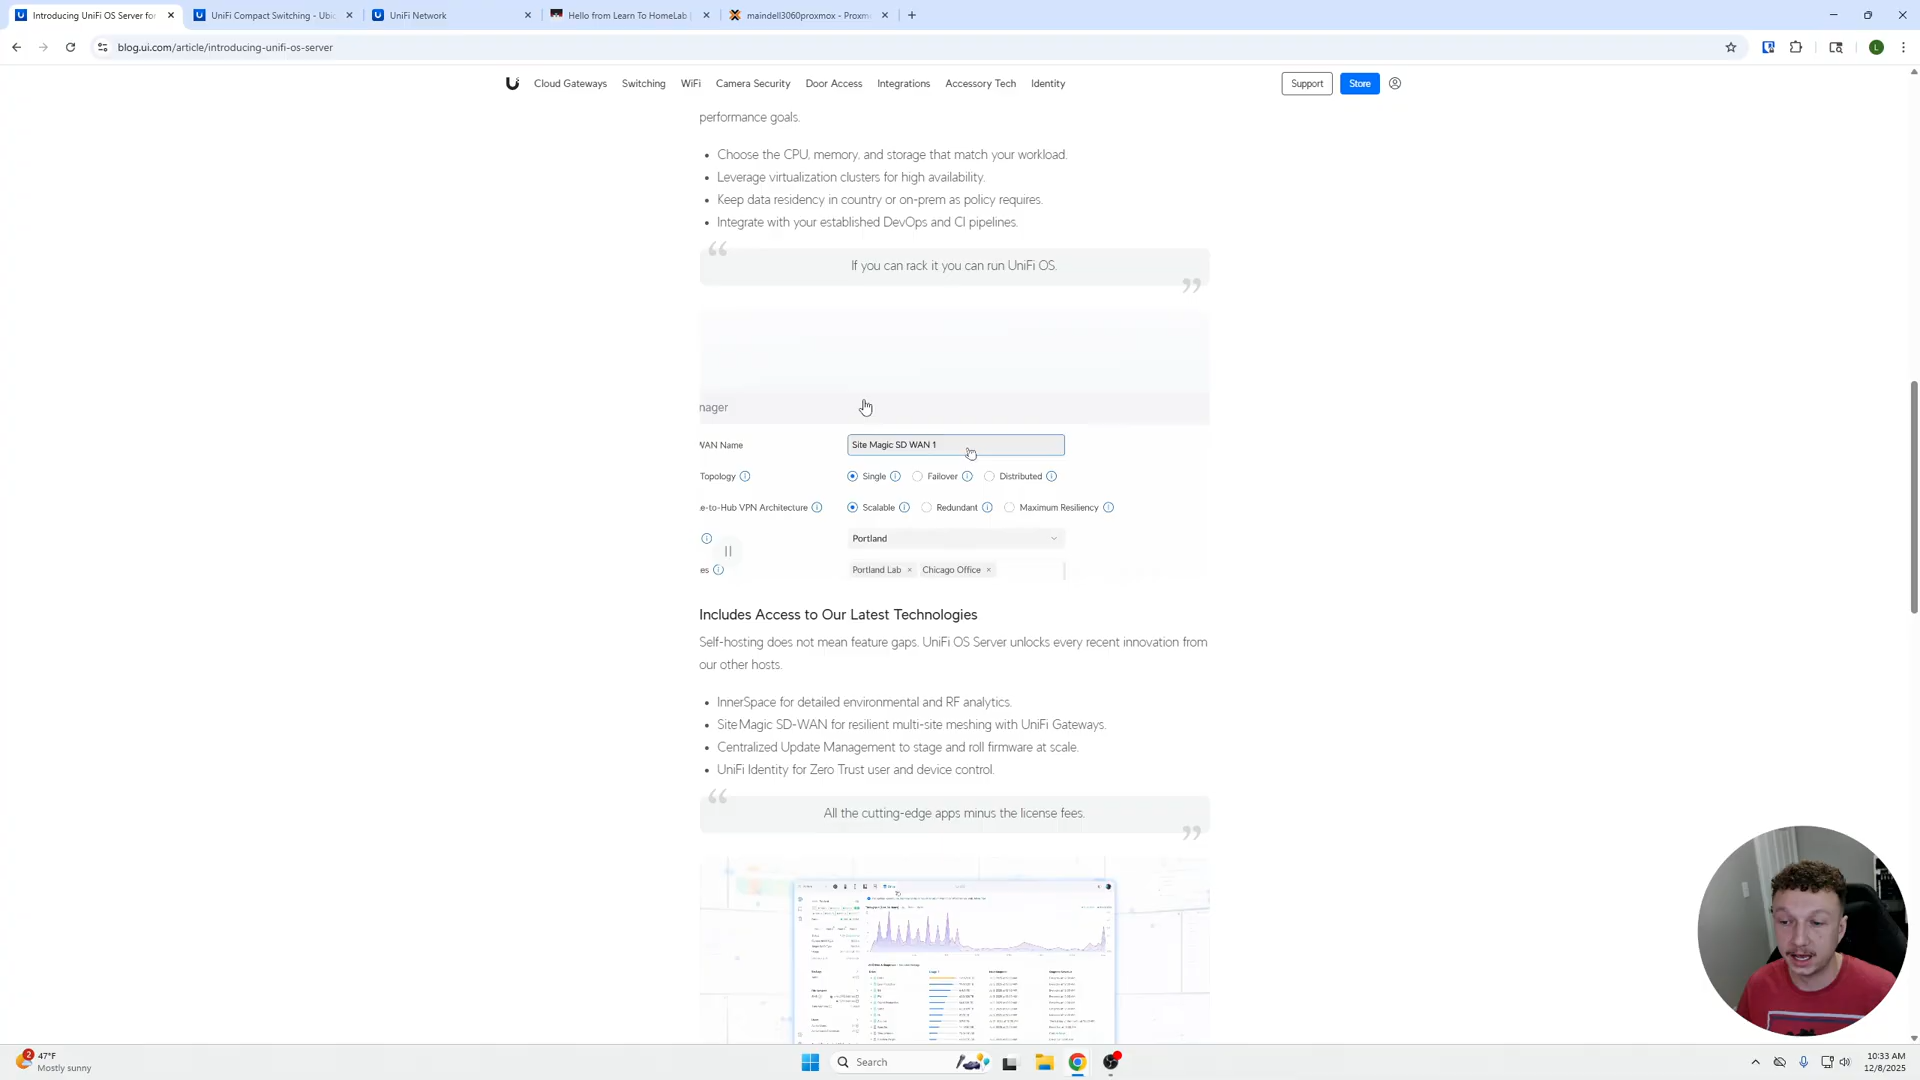 Introducing UniFi OS Server for
UniFi Compact Switching - Ubic
UniFi Network
Hello from Learn To HomeLab |
maindell3060proxmox - Proxm
blog.ui.com/article/introducing-unifi-os-server
L
Cloud Gateways
Switching
WiFi
Camera Security
Door Access
Integrations
Accessory Tech
Identity
Support
Store
performance goals.
• Choose the CPU, memory, and storage that match your workload.
• Leverage virtualization clusters for high availability.
• Keep data residency in country or on-prem as policy requires.
• Integrate with your established DevOps and CI pipelines.
“
If you can rack it you can run UniFi OS.
”
nager
WAN Name
Site Magic SD WAN 1
Topology
Single
Failover
Distributed
e-to-Hub VPN Architecture
Scalable
Redundant
Maximum Resiliency
Portland
es
Portland Lab ×
Chicago Office ×
Includes Access to Our Latest Technologies
Self-hosting does not mean feature gaps. UniFi OS Server unlocks every recent innovation from
our other hosts.
• InnerSpace for detailed environmental and RF analytics.
• SiteMagic SD-WAN for resilient multi-site meshing with UniFi Gateways.
• Centralized Update Management to stage and roll firmware at scale.
• UniFi Identity for Zero Trust user and device control.
“
All the cutting-edge apps minus the license fees.
”
2
47°F
Mostly sunny
Search
10:33 AM
12/8/2025